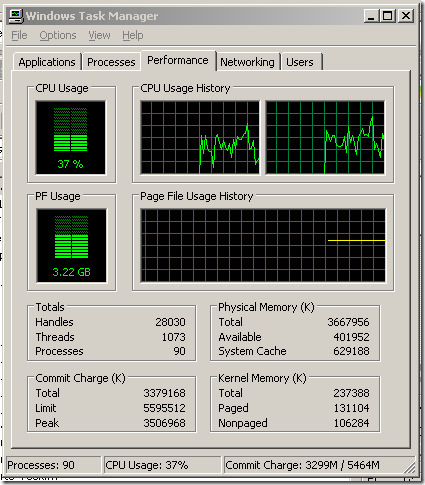 Windows Task Manager
File Options View Help
Applications Processes Performance Networking Users
CPU Usage
CPU Usage History
37 %
PF Usage
Page File Usage History
3.22 GB
Totals
Handles 28030
Threads 1073
Processes 90
Physical Memory (K)
Total 3667956
Available 401952
System Cache 629188
Commit Charge (K)
Total 3379168
Limit 5595512
Peak 3506968
Kernel Memory (K)
Total 237388
Paged 131104
Nonpaged 106284
Processes: 90 CPU Usage: 37% Commit Charge: 3299M / 5464M